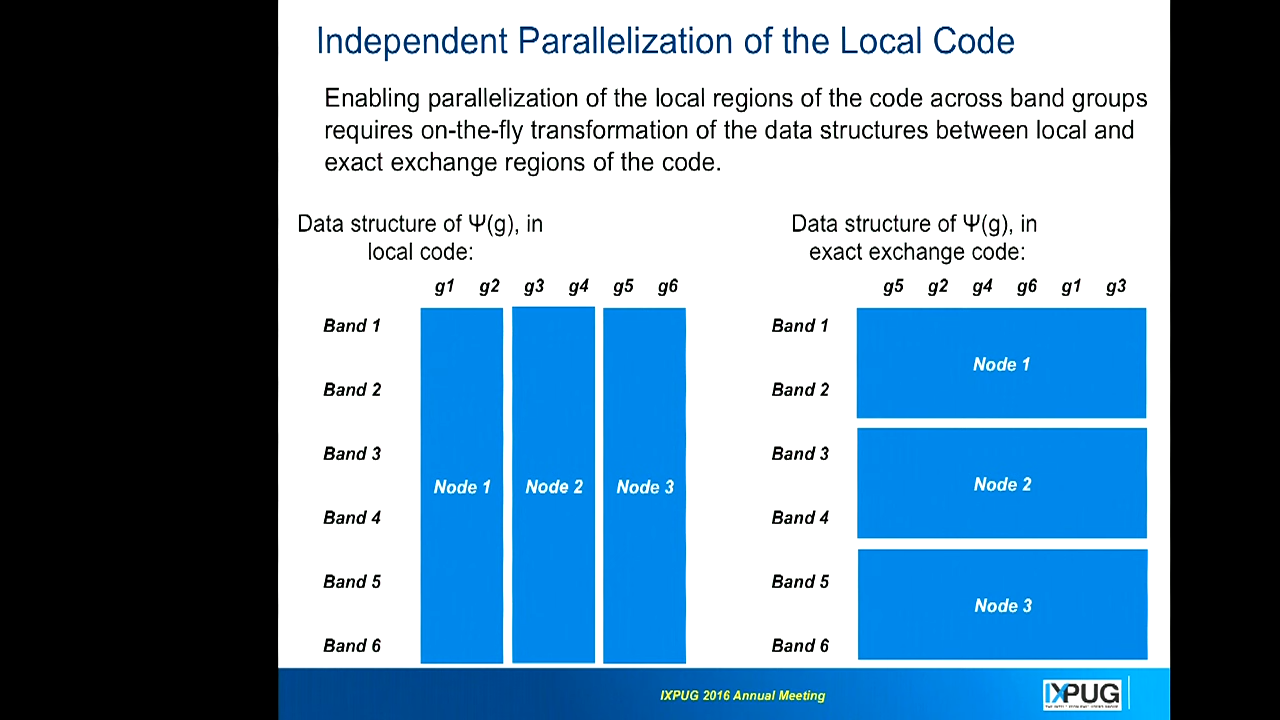 Independent Parallelization of the Local Code
Enabling parallelization of the local regions of the code across band groups
requires on-the-fly transformation of the data structures between local and
exact exchange regions of the code.
Data structure of Ψ(g), in
local code:
g1 g2 g3 g4 g5 g6
Band 1
Band 2
Band 3
Band 4
Band 5
Band 6
Node 1 Node 2 Node 3
Data structure of Ψ(g), in
exact exchange code:
g5 g2 g4 g6 g1 g3
Band 1
Band 2
Band 3
Band 4
Band 5
Band 6
Node 1
Node 2
Node 3
IXPUG 2016 Annual Meeting
IXPUG